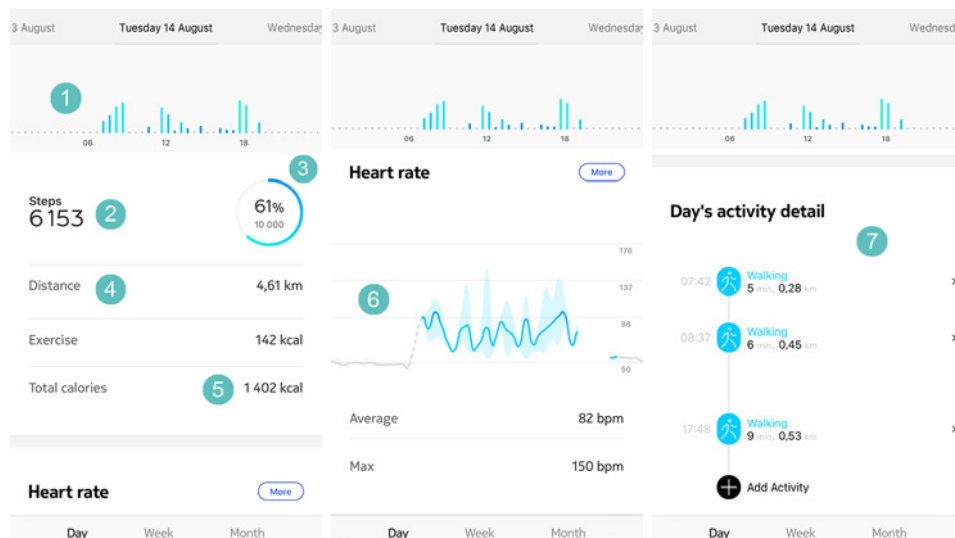 3 August Tuesday 14 August Wednesday
1
06 12 18
Steps
6 153
2
3
61%
10 000
Distance 4 4,61 km
Exercise 142 kcal
Total calories 5 1 402 kcal
Heart rate More
Day Week Month
3 August Tuesday 14 August Wednesday
06 12 18
Heart rate More
176
137
6
98
50
Average 82 bpm
Max 150 bpm
Day Week Month
3 August Tuesday 14 August Wednesd
06 12 18
Day's activity detail
7
07:42 Walking
5 min, 0,28 km
08:37 Walking
6 min, 0,45 km
17:48 Walking
9 min, 0,53 km
Add Activity
Day Week Month